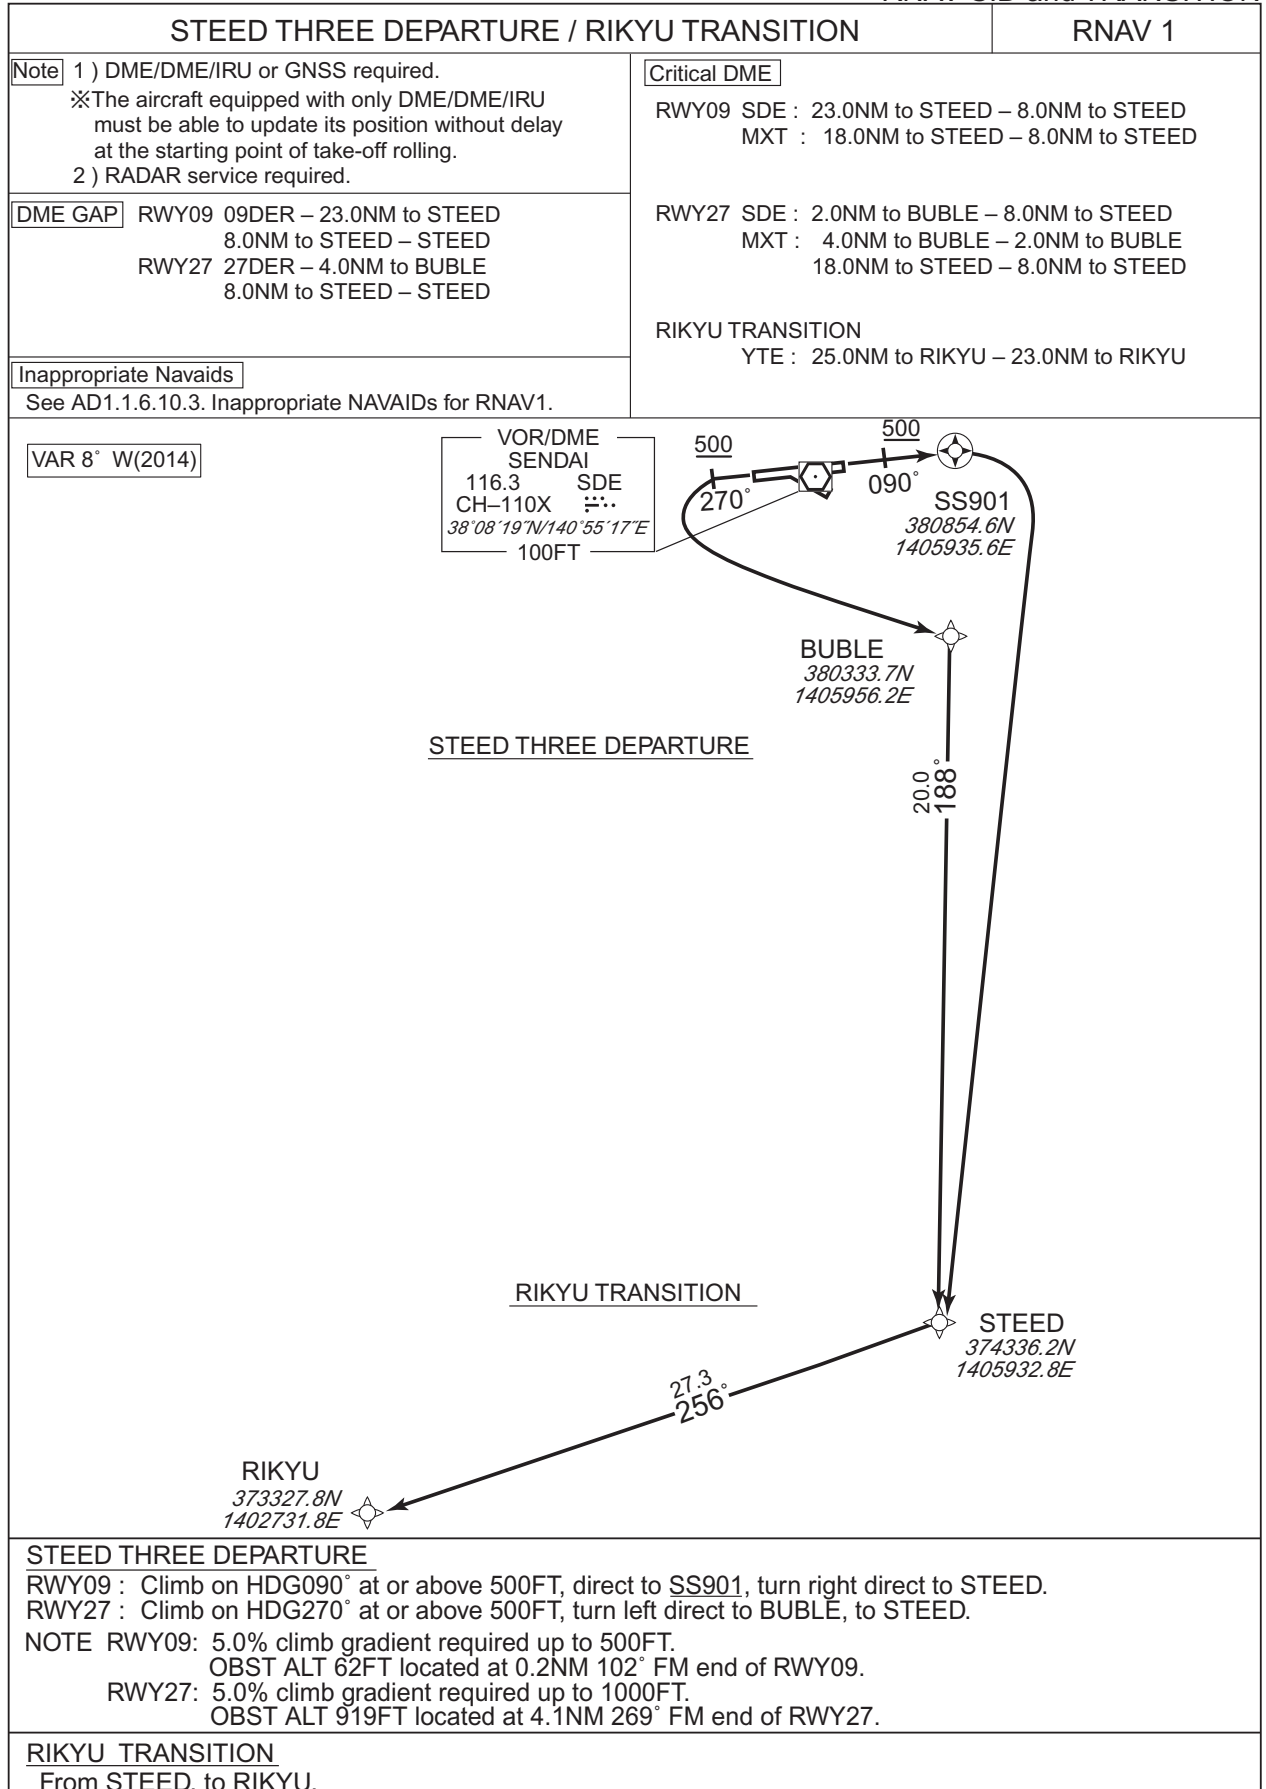 STEED THREE DEPARTURE / RIKYU TRANSITION
RNAV 1
Note 1 ) DME/DME/IRU or GNSS required.
※The aircraft equipped with only DME/DME/IRU
must be able to update its position without delay
at the starting point of take-off rolling.
2 ) RADAR service required.
DME GAP RWY09 09DER – 23.0NM to STEED
8.0NM to STEED – STEED
RWY27 27DER – 4.0NM to BUBLE
8.0NM to STEED – STEED
Inappropriate Navaids
See AD1.1.6.10.3. Inappropriate NAVAIDs for RNAV1.
Critical DME
RWY09 SDE : 23.0NM to STEED – 8.0NM to STEED
MXT : 18.0NM to STEED – 8.0NM to STEED
RWY27 SDE : 2.0NM to BUBLE – 8.0NM to STEED
MXT : 4.0NM to BUBLE – 2.0NM to BUBLE
18.0NM to STEED – 8.0NM to STEED
RIKYU TRANSITION
YTE : 25.0NM to RIKYU – 23.0NM to RIKYU
VAR 8° W(2014)
VOR/DME
SENDAI
116.3 SDE
CH–110X
38°08´19˝N/140°55´17˝E
100FT
500
270°
500
090°
SS901
380854.6N
1405935.6E
BUBLE
380333.7N
1405956.2E
STEED THREE DEPARTURE
20.0
188°
RIKYU TRANSITION
STEED
374336.2N
1405932.8E
27.3
256°
RIKYU
373327.8N
1402731.8E
STEED THREE DEPARTURE
RWY09 : Climb on HDG090° at or above 500FT, direct to SS901, turn right direct to STEED.
RWY27 : Climb on HDG270° at or above 500FT, turn left direct to BUBLE, to STEED.
NOTE RWY09: 5.0% climb gradient required up to 500FT.
OBST ALT 62FT located at 0.2NM 102° FM end of RWY09.
RWY27: 5.0% climb gradient required up to 1000FT.
OBST ALT 919FT located at 4.1NM 269° FM end of RWY27.
RIKYU TRANSITION
From STEED, to RIKYU.